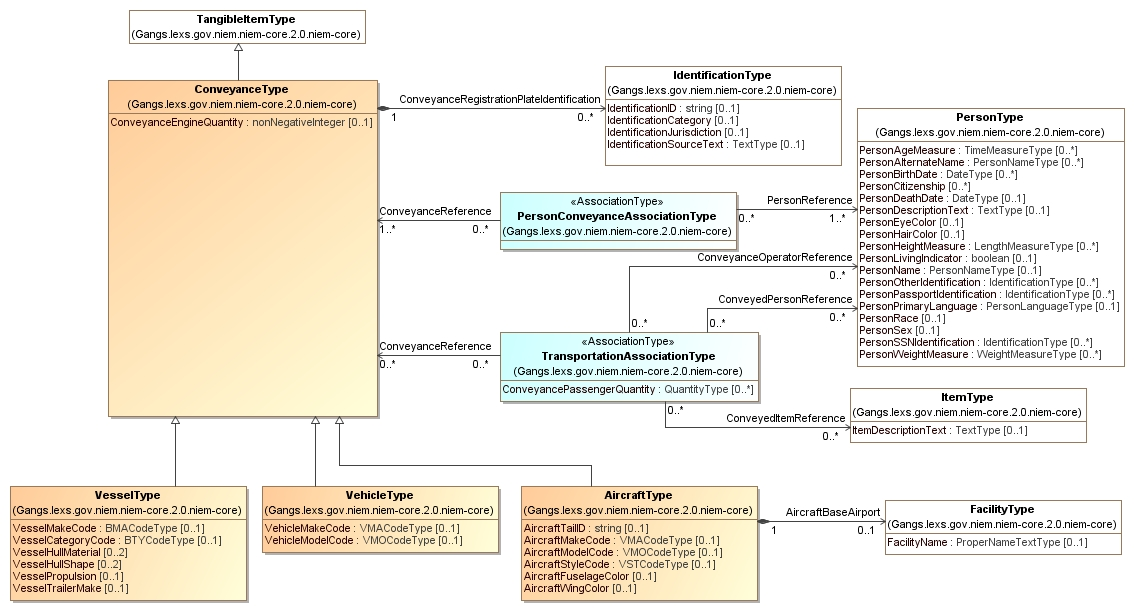 TangibleItemType
(Gangs.lexs.gov.niem.niem-core.2.0.niem-core)
ConveyanceType
(Gangs.lexs.gov.niem.niem-core.2.0.niem-core)
ConveyanceEngineQuantity : nonNegativeInteger [0..1]
ConveyanceRegistrationPlateIdentification
1
0..*
IdentificationType
(Gangs.lexs.gov.niem.niem-core.2.0.niem-core)
IdentificationID : string [0..1]
IdentificationCategory [0..1]
IdentificationJurisdiction [0..1]
IdentificationSourceText : TextType [0..1]
PersonType
(Gangs.lexs.gov.niem.niem-core.2.0.niem-core)
PersonAgeMeasure : TimeMeasureType [0..*]
PersonAlternateName : PersonNameType [0..*]
PersonBirthDate : DateType [0..*]
PersonCitizenship [0..*]
PersonDeathDate : DateType [0..1]
PersonDescriptionText : TextType [0..1]
PersonEyeColor [0..1]
PersonHairColor [0..1]
PersonHeightMeasure : LengthMeasureType [0..*]
PersonLivingIndicator : boolean [0..1]
PersonName : PersonNameType [0..1]
PersonOtherIdentification : IdentificationType [0..*]
PersonPassportIdentification : IdentificationType [0..*]
PersonPrimaryLanguage : PersonLanguageType [0..1]
PersonRace [0..1]
PersonSex [0..1]
PersonSSNIdentification : IdentificationType [0..*]
PersonWeightMeasure : WeightMeasureType [0..*]
ConveyanceReference
1..*
0..*
«AssociationType»
PersonConveyanceAssociationType
(Gangs.lexs.gov.niem.niem-core.2.0.niem-core)
PersonReference
0..*
1..*
ConveyanceOperatorReference
0..*
0..*
ConveyedPersonReference
0..*
0..*
ConveyanceReference
0..*
0..*
«AssociationType»
TransportationAssociationType
(Gangs.lexs.gov.niem.niem-core.2.0.niem-core)
ConveyancePassengerQuantity : QuantityType [0..*]
0..*
ConveyedItemReference
0..*
ItemType
(Gangs.lexs.gov.niem.niem-core.2.0.niem-core)
ItemDescriptionText : TextType [0..1]
VesselType
(Gangs.lexs.gov.niem.niem-core.2.0.niem-core)
VesselMakeCode : BMACodeType [0..1]
VesselCategoryCode : BTYCodeType [0..1]
VesselHullMaterial [0..2]
VesselHullShape [0..2]
VesselPropulsion [0..1]
VesselTrailerMake [0..1]
VehicleType
(Gangs.lexs.gov.niem.niem-core.2.0.niem-core)
VehicleMakeCode : VMACodeType [0..1]
VehicleModelCode : VMOCodeType [0..1]
AircraftType
(Gangs.lexs.gov.niem.niem-core.2.0.niem-core)
AircraftTailID : string [0..1]
AircraftMakeCode : VMACodeType [0..1]
AircraftModelCode : VMOCodeType [0..1]
AircraftStyleCode : VSTCodeType [0..1]
AircraftFuselageColor [0..1]
AircraftWingColor [0..1]
AircraftBaseAirport
1
0..1
FacilityType
(Gangs.lexs.gov.niem.niem-core.2.0.niem-core)
FacilityName : ProperNameTextType [0..1]